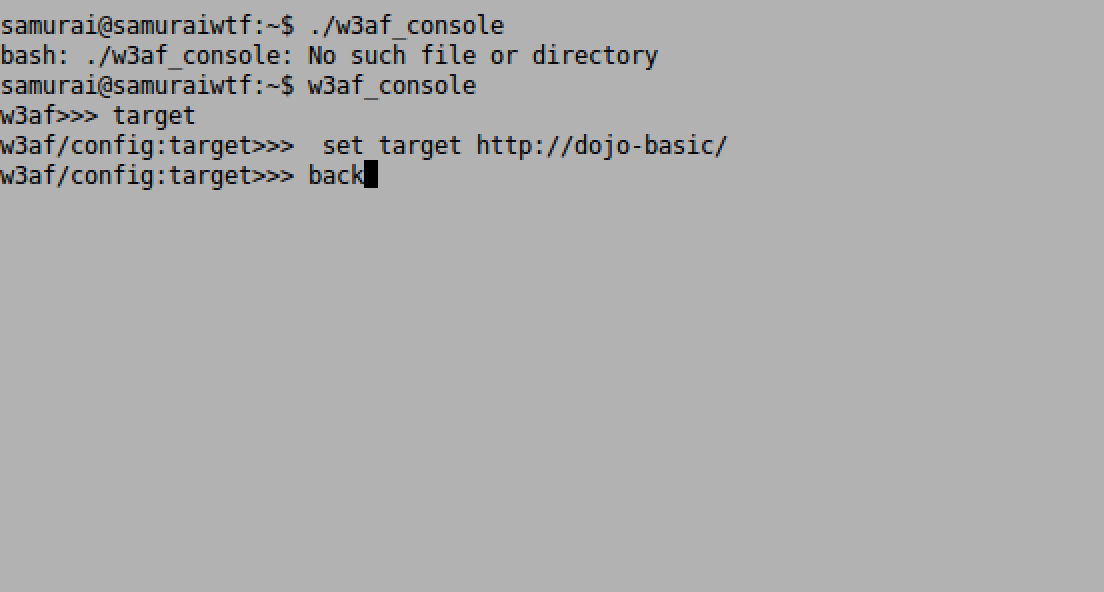 samurai@samuraiwtf:~$ ./w3af_console
bash: ./w3af_console: No such file or directory
samurai@samuraiwtf:~$ w3af_console
w3af>>> target
w3af/config:target>>>  set target http://dojo-basic/
w3af/config:target>>> back